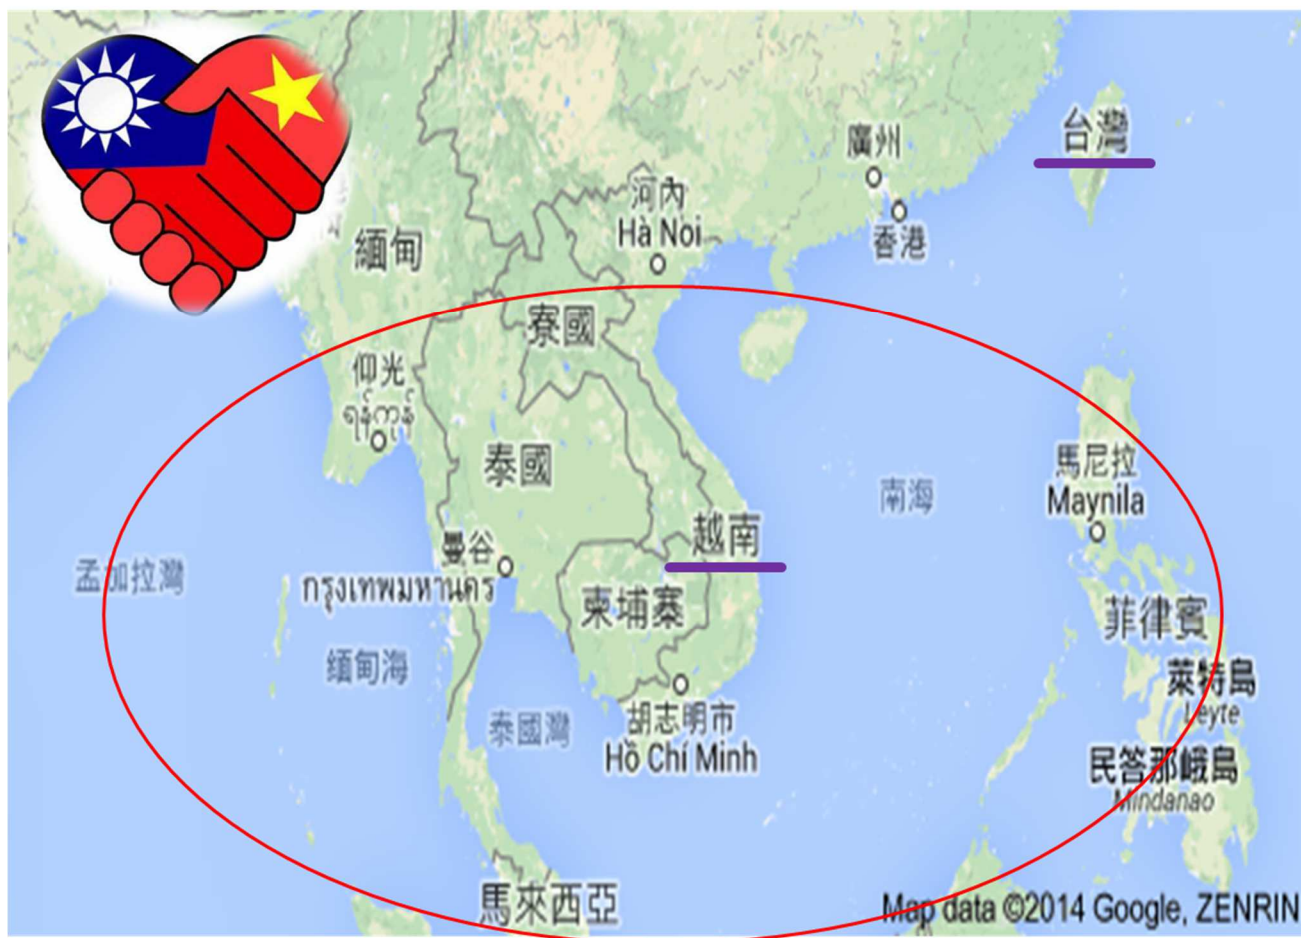 台灣
廣州
香港
河內
Hà Noi
緬甸
寮國
仰光
ရန်ကုန်
泰國
馬尼拉
Maynila
南海
越南
曼谷
กรุงเทพมหานคร
孟加拉灣
柬埔寨
菲律賓
緬甸海
萊特島
Leyte
泰國灣
胡志明市
Hồ Chí Minh
民答那峨島
Mindanao
馬來西亞
Map data ©2014 Google, ZENRIN